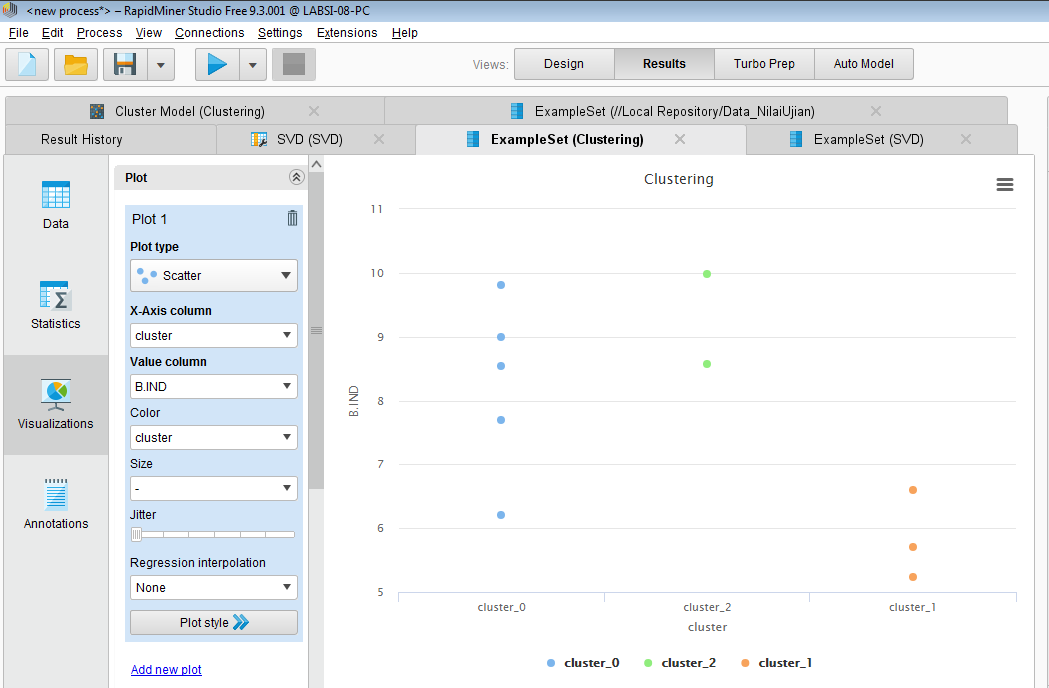 <new process*> – RapidMiner Studio Free 9.3.001 @ LABSI-08-PC
File Edit Process View Connections Settings Extensions Help
Views: Design Results Turbo Prep Auto Model
Cluster Model (Clustering) ExampleSet (//Local Repository/Data_NilaiUjian)
Result History SVD (SVD) ExampleSet (Clustering) ExampleSet (SVD)
Data
Statistics
Visualizations
Annotations
Plot
Plot 1
Plot type
Scatter
X-Axis column
cluster
Value column
B.IND
Color
cluster
Size
-
Jitter
Regression interpolation
None
Plot style
Add new plot
Clustering
11
10
9
8
7
6
5
B.IND
cluster_0 cluster_2 cluster_1
cluster
cluster_0 cluster_2 cluster_1